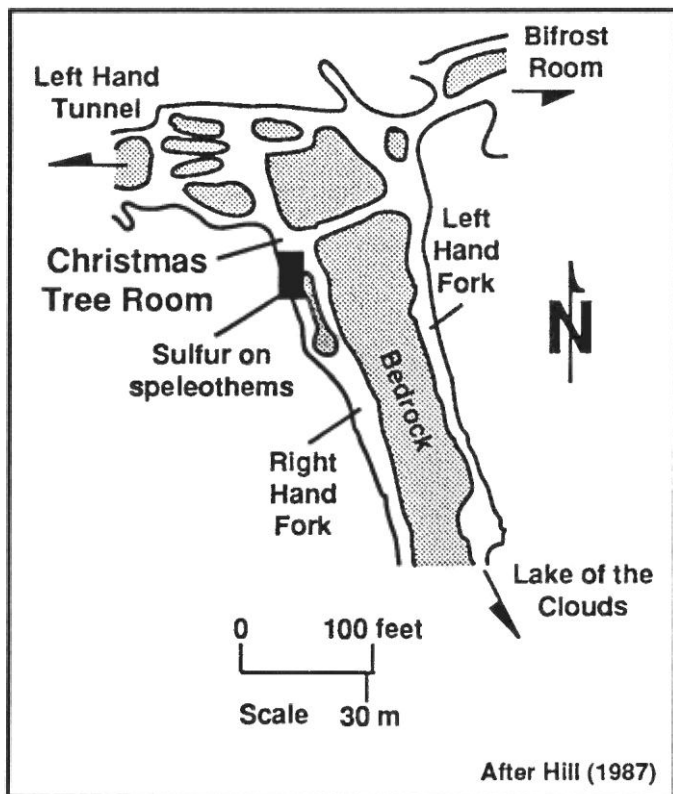 Bifrost
Room
Left Hand
Tunnel
Left
Hand
Fork
Christmas
Tree Room
N
Sulfur on
speleothems
Bedrock
Right
Hand
Fork
Lake of the
Clouds
0 100 feet
Scale 30 m
After Hill (1987)